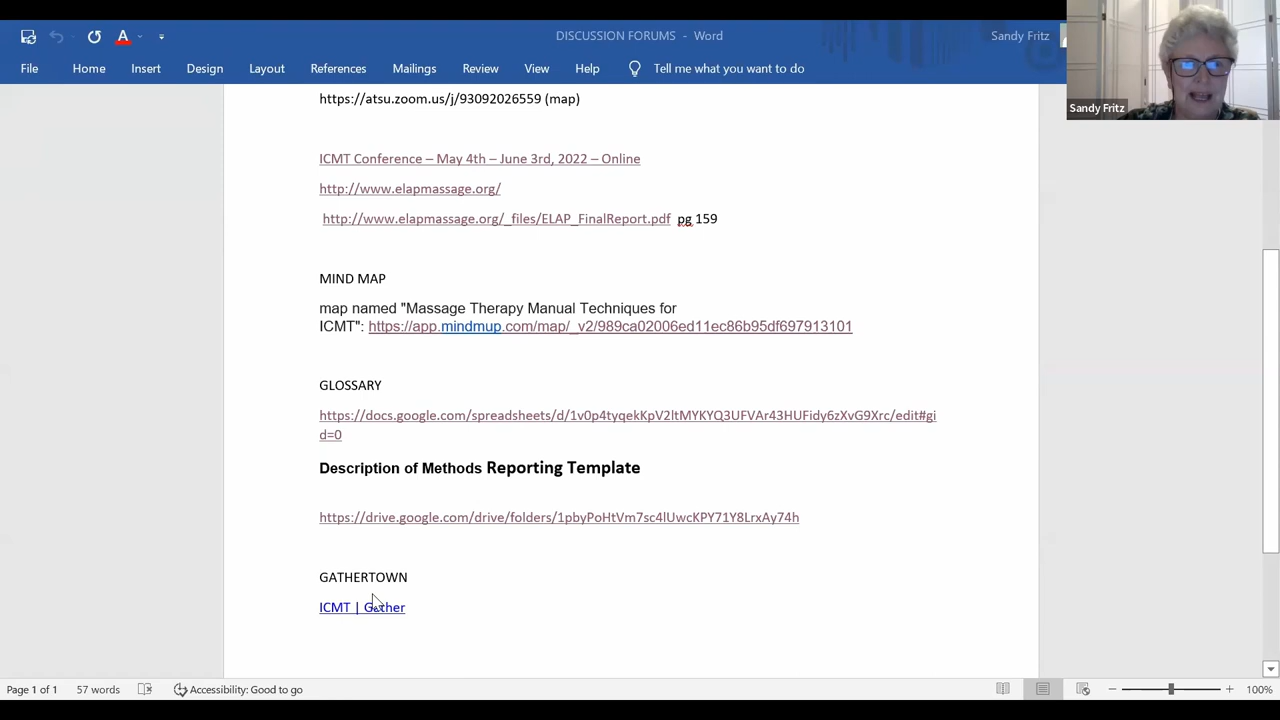 DISCUSSION FORUMS - Word
Sandy Fritz
File Home Insert Design Layout References Mailings Review View Help Tell me what you want to do
Sandy Fritz
https://atsu.zoom.us/j/93092026559 (map)
ICMT Conference – May 4th – June 3rd, 2022 – Online
http://www.elapmassage.org/
http://www.elapmassage.org/_files/ELAP_FinalReport.pdf pg 159
MIND MAP
map named "Massage Therapy Manual Techniques for
ICMT": https://app.mindmup.com/map/_v2/989ca02006ed11ec86b95df697913101
GLOSSARY
https://docs.google.com/spreadsheets/d/1v0p4tyqekKpV2ltMYKYQ3UFVAr43HUFidy6zXvG9Xrc/edit#gi
d=0
Description of Methods Reporting Template
https://drive.google.com/drive/folders/1pbyPoHtVm7sc4lUwcKPY71Y8LrxAy74h
GATHERTOWN
ICMT | Gather
Page 1 of 1 57 words Accessibility: Good to go 100%